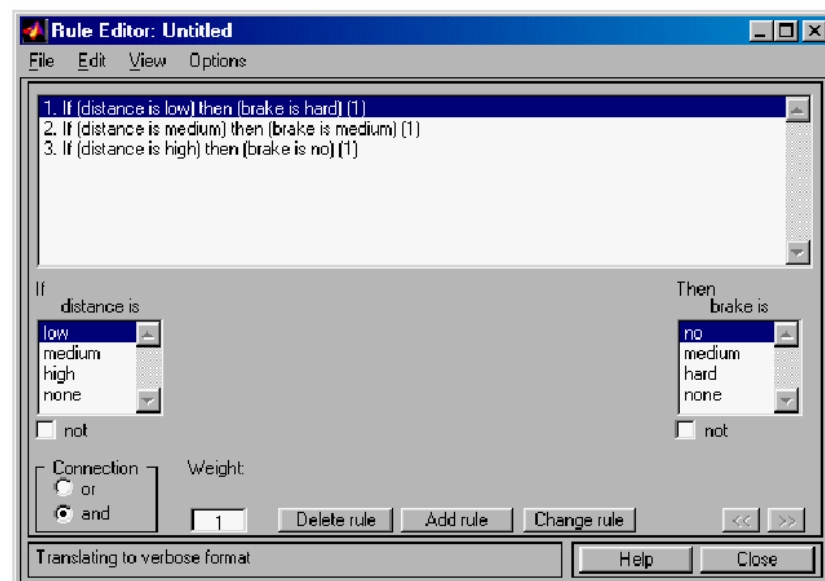 Rule Editor: Untitled
File Edit View Options
1. If (distance is low) then (brake is hard) (1)
2. If (distance is medium) then (brake is medium) (1)
3. If (distance is high) then (brake is no) (1)
If
distance is
low
medium
high
none
not
Then
brake is
no
medium
hard
none
not
Connection
or
and
Weight:
1
Delete rule
Add rule
Change rule
<<
>>
Translating to verbose format
Help
Close